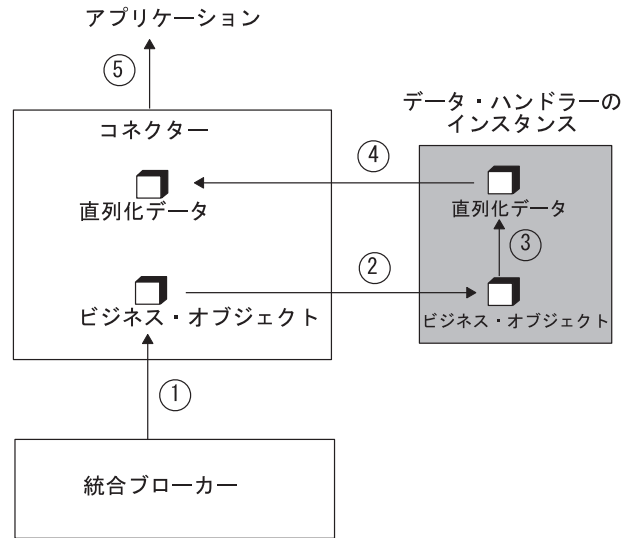 アプリケーション
⑤
コネクター
データ・ハンドラーの
インスタンス
④
直列化データ
直列化データ
③
②
ビジネス・オブジェクト
ビジネス・オブジェクト
①
統合ブローカー